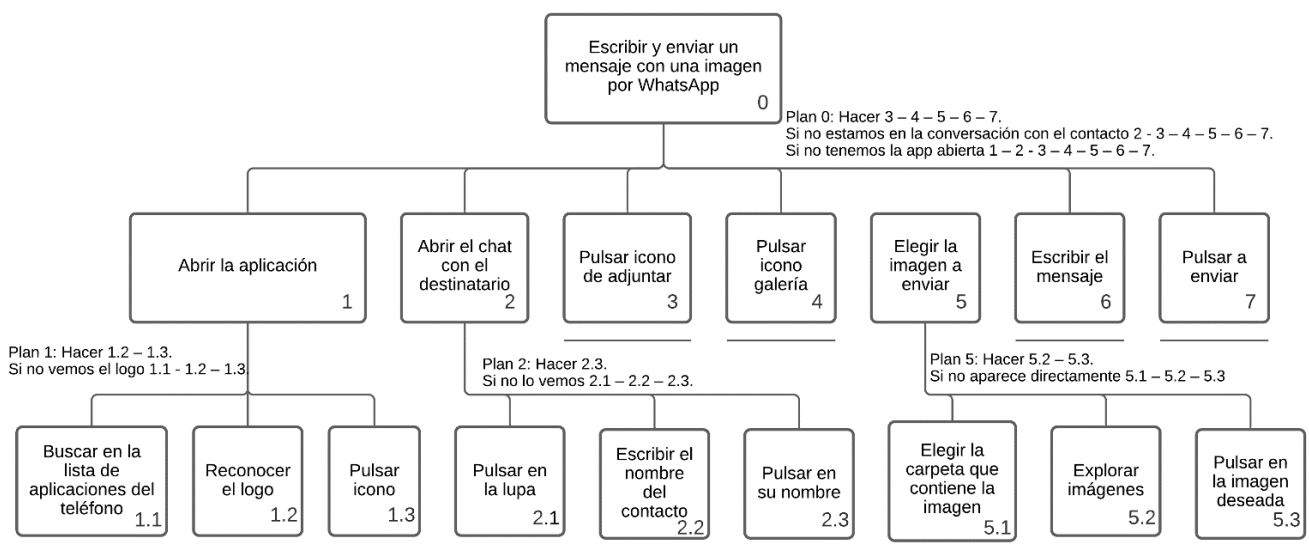 Escribir y enviar un
mensaje con una imagen
por WhatsApp
0
Plan 0: Hacer 3 – 4 – 5 – 6 – 7.
Si no estamos en la conversación con el contacto 2 - 3 – 4 – 5 – 6 – 7.
Si no tenemos la app abierta 1 – 2 - 3 – 4 – 5 – 6 – 7.
Abrir la aplicación
1
Abrir el chat
con el
destinatario
2
Pulsar icono
de adjuntar
3
Pulsar
icono
galería
4
Elegir la
imagen a
enviar
5
Escribir el
mensaje
6
Pulsar a
enviar
7
Plan 1: Hacer 1.2 – 1.3.
Si no vemos el logo 1.1 - 1.2 – 1.3.
Plan 2: Hacer 2.3.
Si no lo vemos 2.1 – 2.2 – 2.3.
Plan 5: Hacer 5.2 – 5.3.
Si no aparece directamente 5.1 – 5.2 – 5.3
Buscar en la
lista de
aplicaciones del
teléfono
1.1
Reconocer
el logo
1.2
Pulsar
icono
1.3
Pulsar en
la lupa
2.1
Escribir el
nombre
del
contacto
2.2
Pulsar en
su nombre
2.3
Elegir la
carpeta que
contiene la
imagen
5.1
Explorar
imágenes
5.2
Pulsar en
la imagen
deseada
5.3